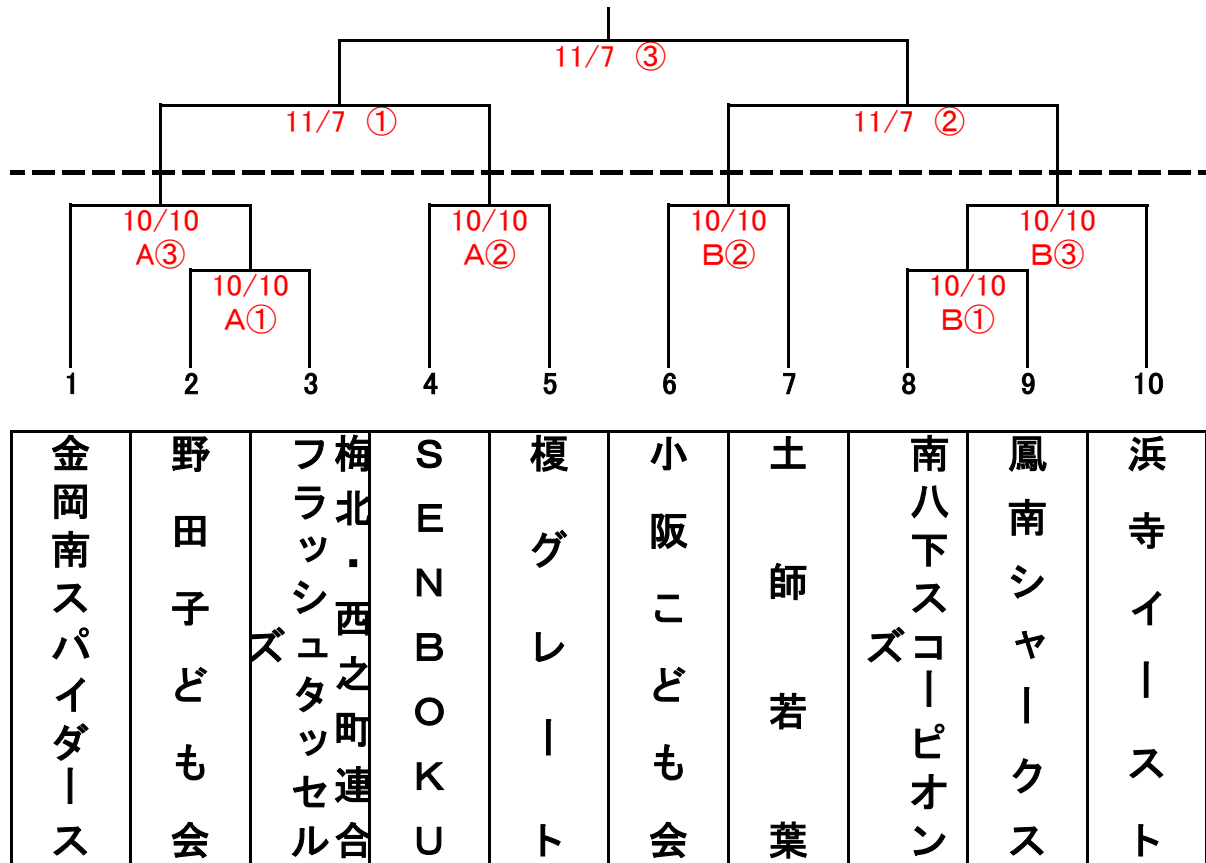 11/7 ③
11/7 ①
11/7 ②
10/10
A③
10/10
A②
10/10
B②
10/10
B③
10/10
A①
10/10
B①
1
2
3
4
5
6
7
8
9
10
金岡南スパイダース
野田子ども会
梅北・西之町連合
フラッシュタッセル
ズ
SENBOKU
榎グレート
小阪こども会
土師若葉
南八下スコーピオン
ズ
鳳南シャークス
浜寺イースト